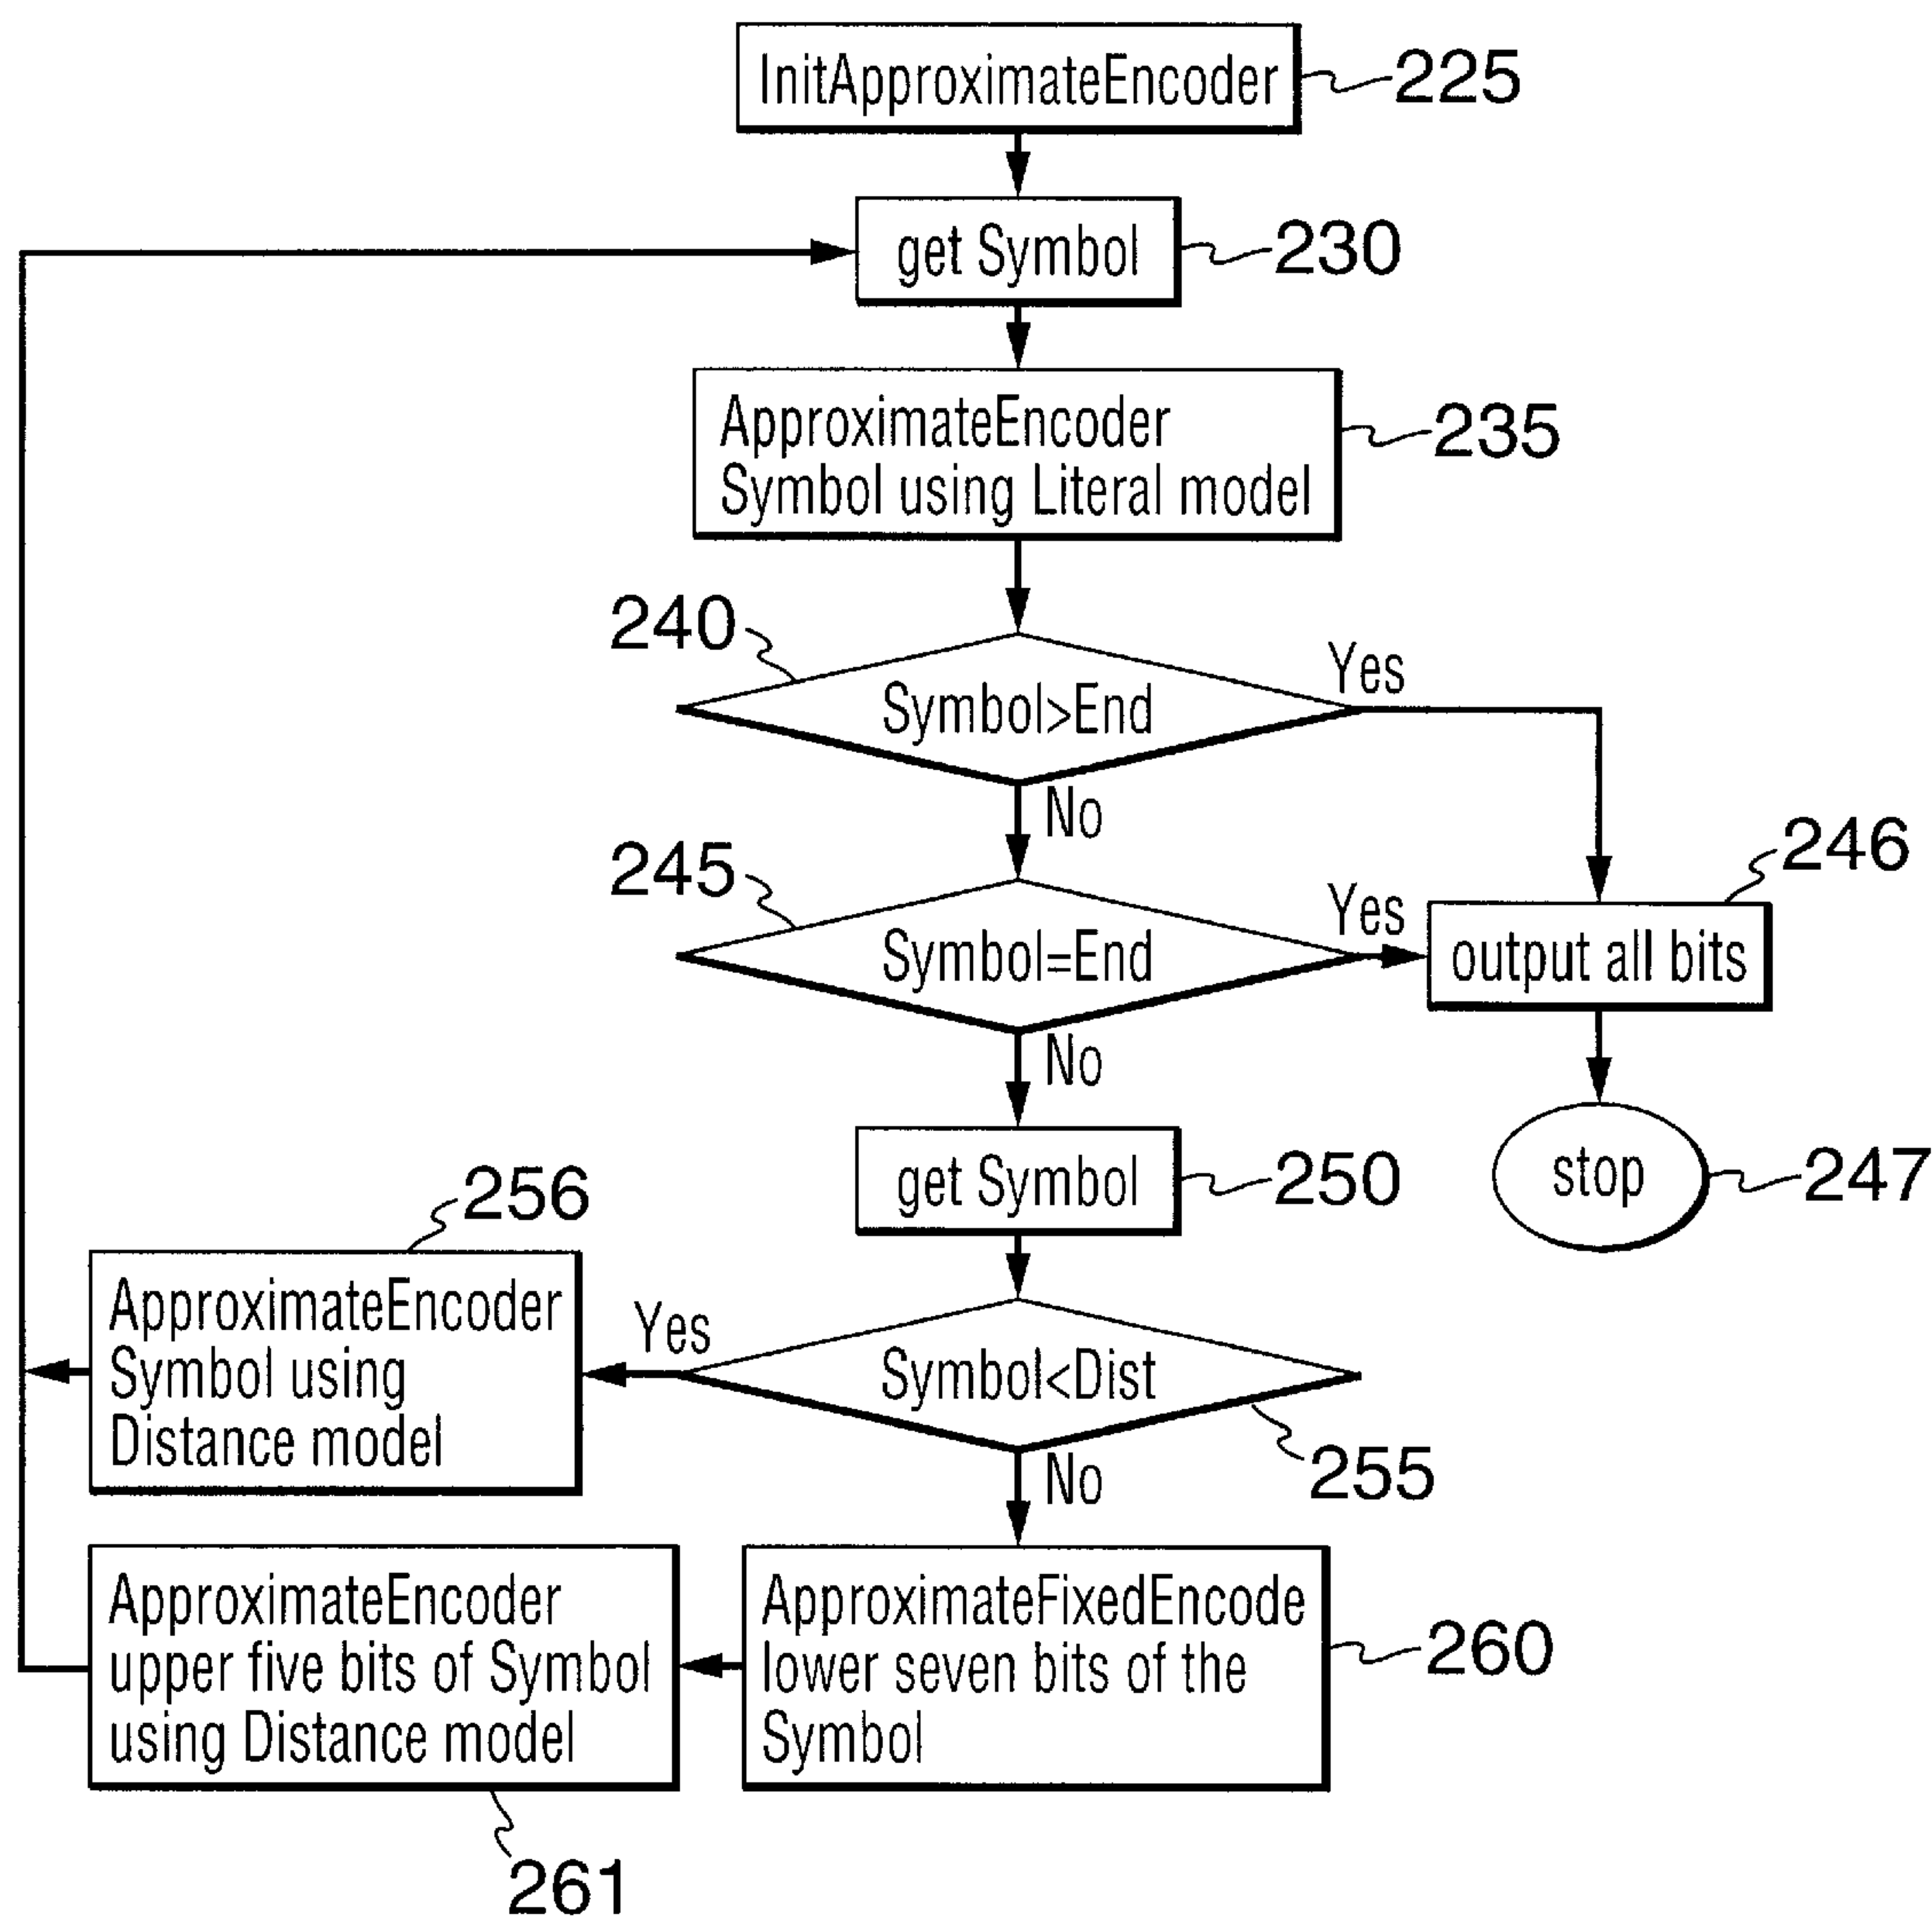 InitApproximateEncoder
225
get Symbol
230
ApproximateEncoder
Symbol using Literal model
235
240
Symbol>End
Yes
No
245
Symbol=End
Yes
246
output all bits
No
get Symbol
250
stop
247
256
ApproximateEncoder
Symbol using
Distance model
Yes
Symbol<Dist
255
No
ApproximateEncoder
upper five bits of Symbol
using Distance model
261
ApproximateFixedEncode
lower seven bits of the
Symbol
260